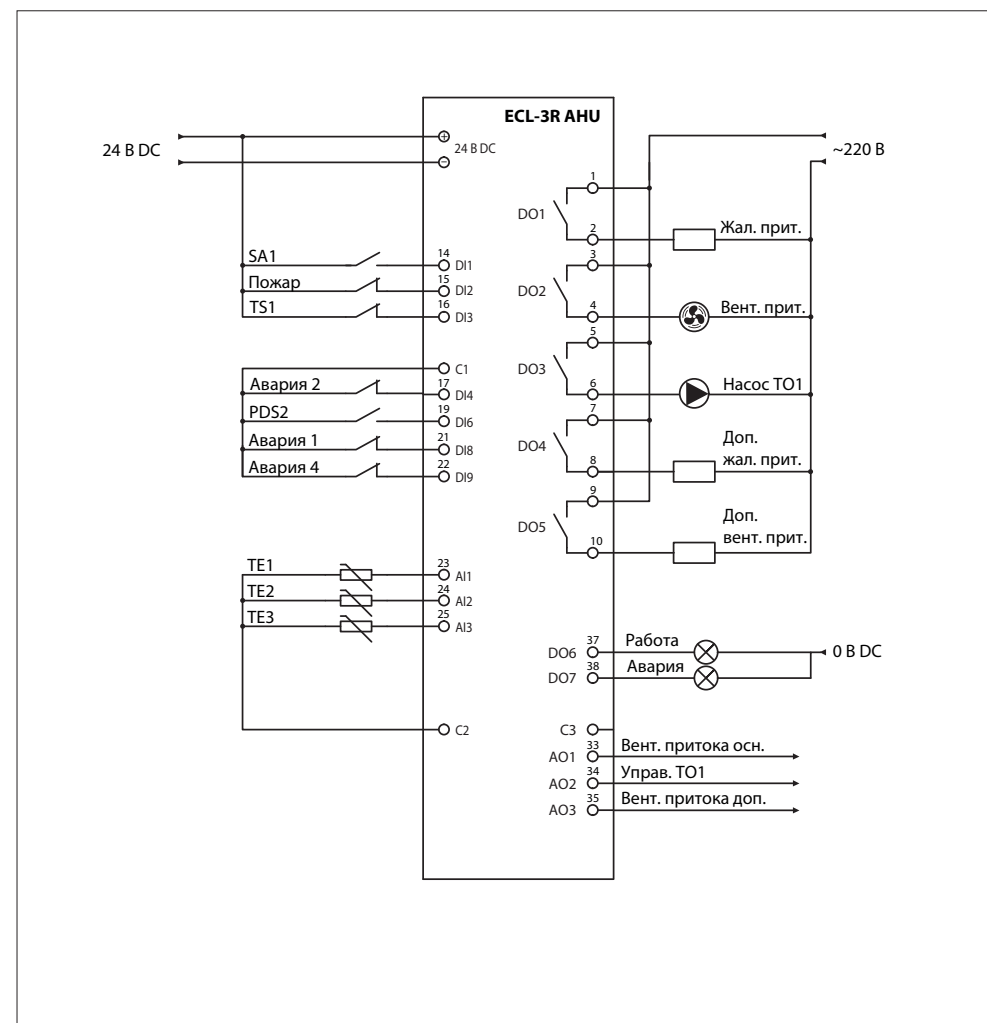 ECL-3R AHU
24 В DC
24 В DC
~220 В
1
DO1
2
Жал. прит.
3
SA1
14
DI1
Пожар
15
DI2
DO2
TS1
16
DI3
4
Вент. прит.
5
C1
DO3
Авария 2
17
DI4
6
Насос ТО1
PDS2
19
DI6
7
Авария 1
21
DI8
DO4
Доп.
жал. прит.
Авария 4
22
DI9
8
9
DO5
Доп.
вент. прит.
10
TE1
23
AI1
TE2
24
AI2
TE3
25
AI3
DO6
37
Работа
0 В DC
DO7
38
Авария
C2
C3
AO1
33
Вент. притока осн.
AO2
34
Управ. ТО1
AO3
35
Вент. притока доп.